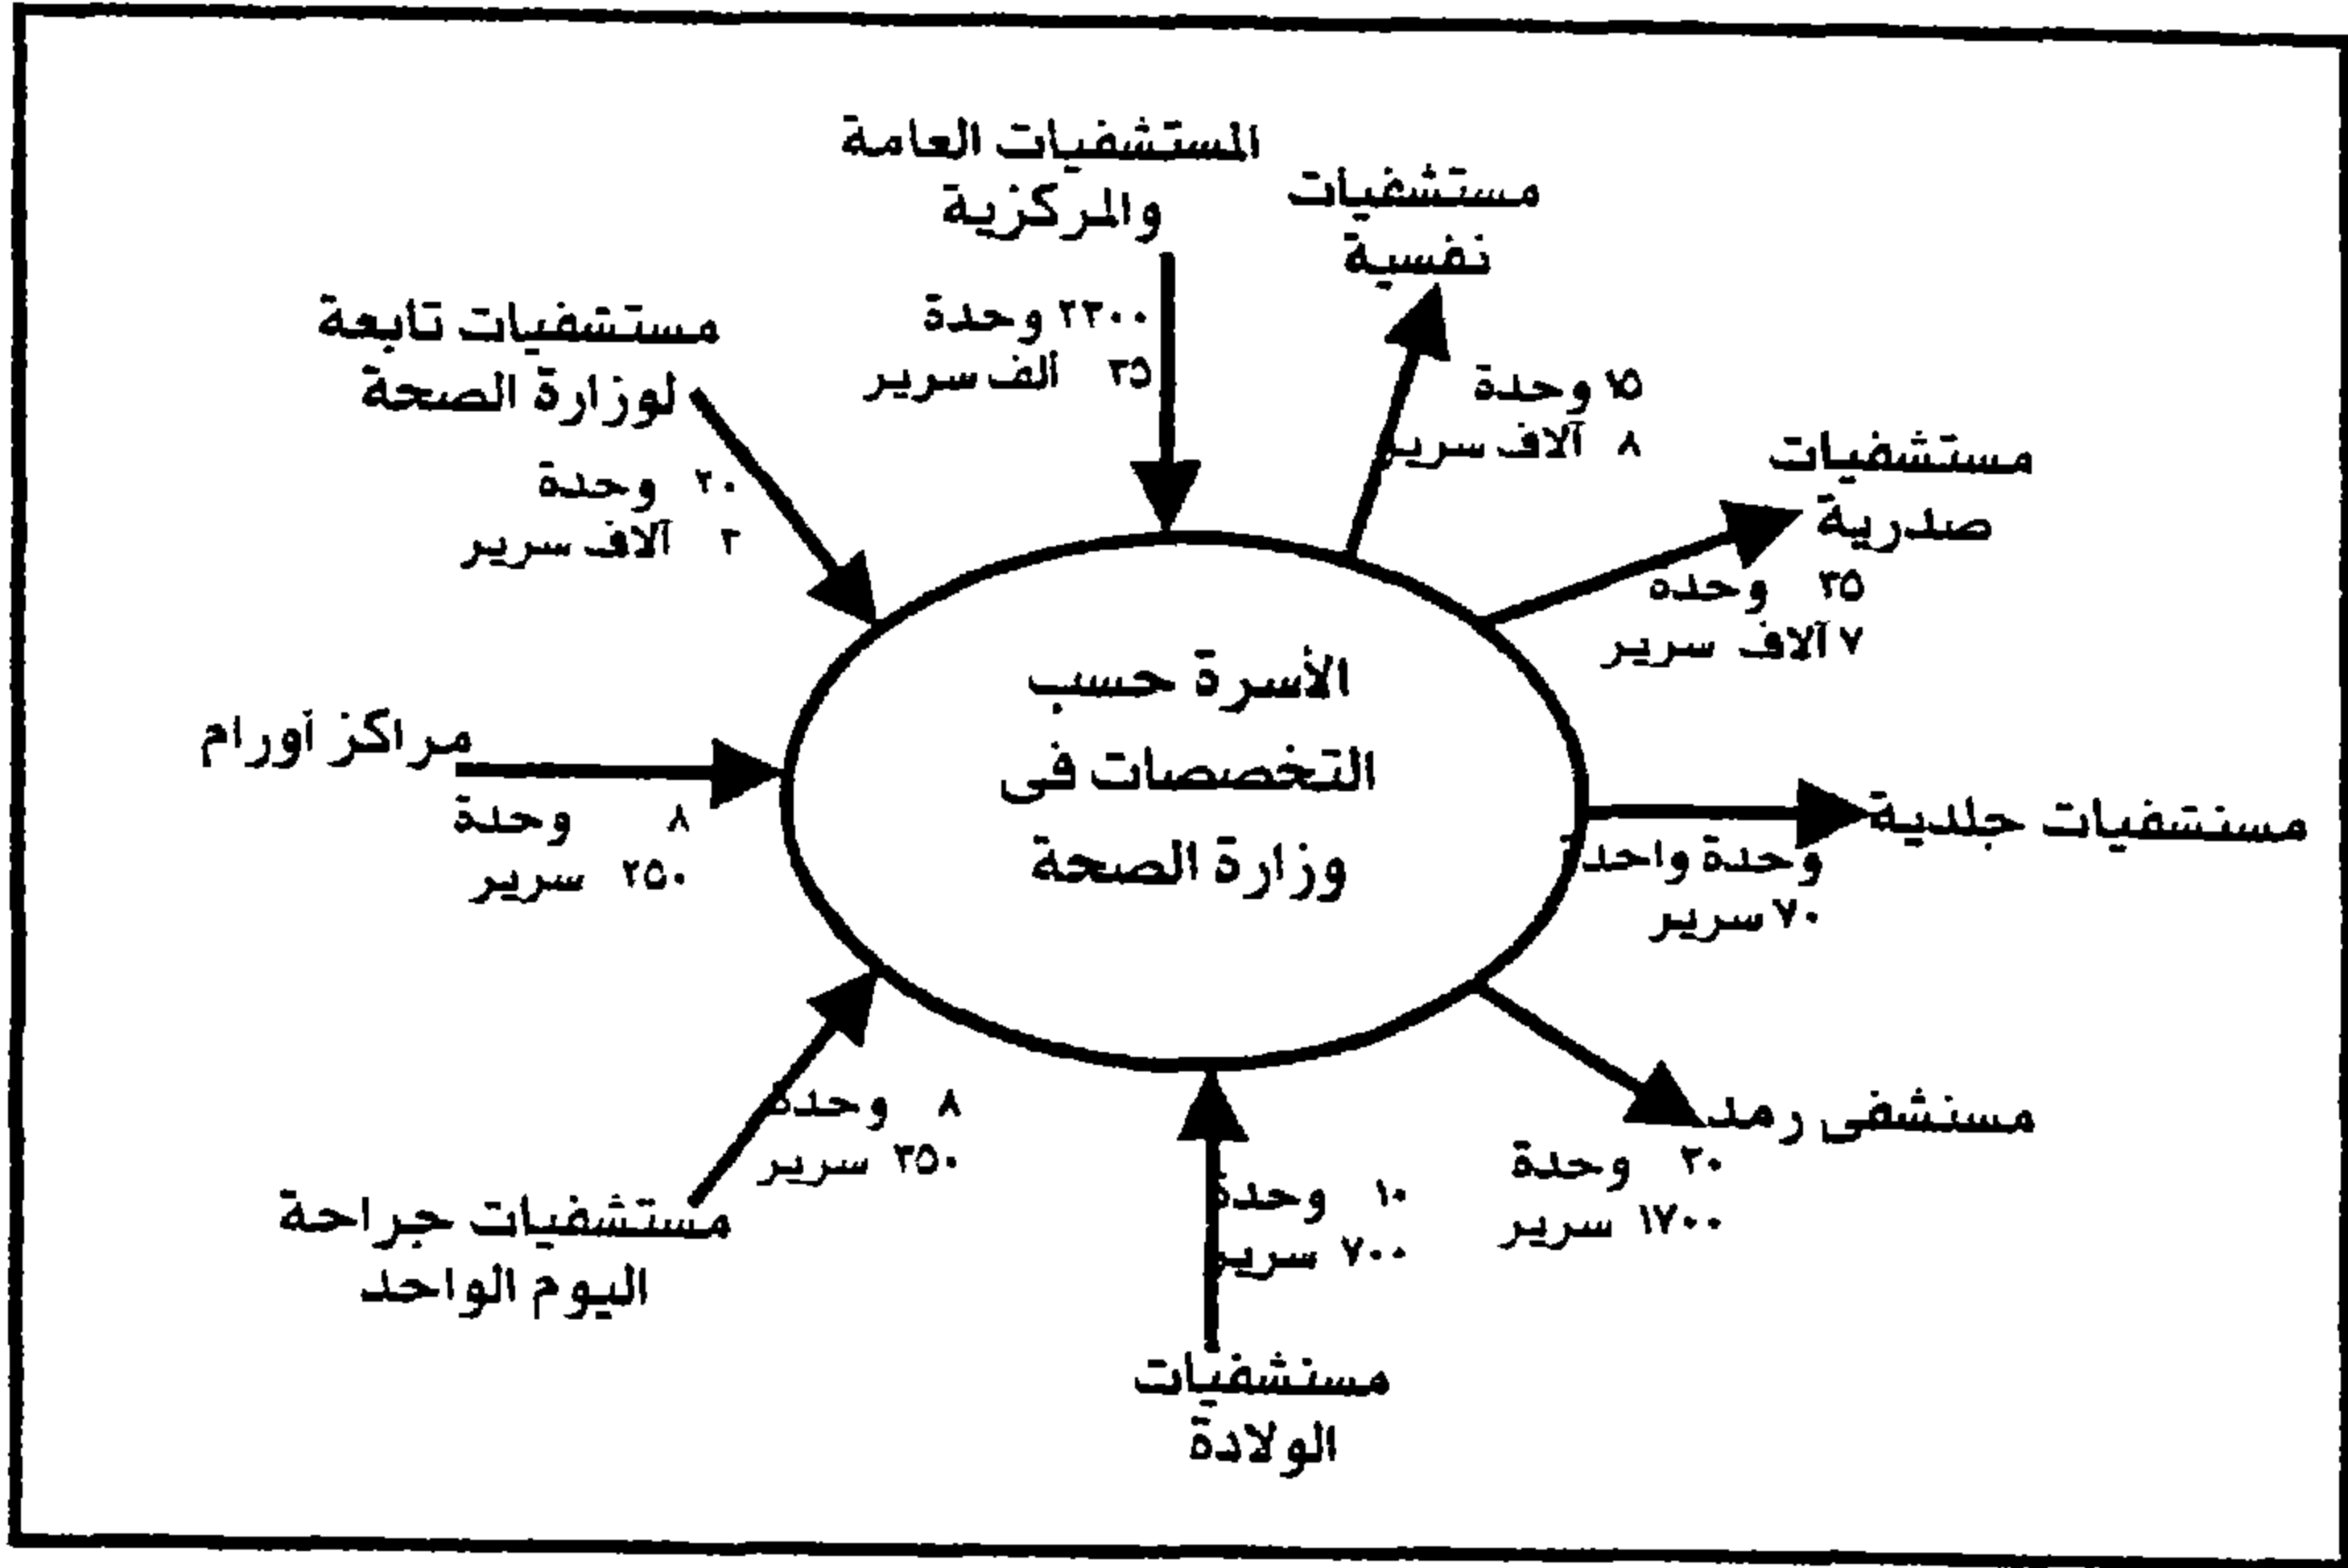 المستشفيات العامة
والمركزية
٢٢٠٠ وحدة
٢٥ ألف سرير
مستشفيات
نفسية
١٥ وحدة
٨ آلاف سرير
مستشفيات
صدرية
٣٥ وحده
٧ آلاف سرير
مستشفيات جلدية
وحدة واحدة
٧٠ سرير
مستشفى رمد
٢٠ وحدة
١٧٠٠ سرير
مستشفيات
الولادة
١٠ وحدة
٧٠٠ سرير
مستشفيات جراحة
اليوم الواحد
٨ وحدة
٢٥٠ سرير
مراكز أورام
٨ وحدة
٢٥٠ سرير
مستشفيات تابعة
لوزارة الصحة
٢٠ وحدة
٢ آلاف سرير
الأسرة حسب
التخصصات فى
وزارة الصحة